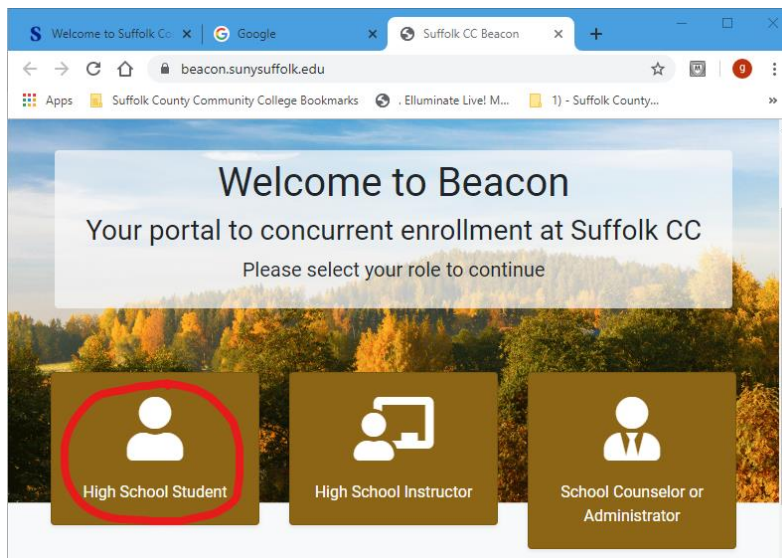 S Welcome to Suffolk Co
G Google
Suffolk CC Beacon
beacon.sunysuffolk.edu
g
Apps
Suffolk County Community College Bookmarks
. Elluminate Live! M...
1) - Suffolk County...
Welcome to Beacon
Your portal to concurrent enrollment at Suffolk CC
Please select your role to continue
High School Student
High School Instructor
School Counselor or
Administrator